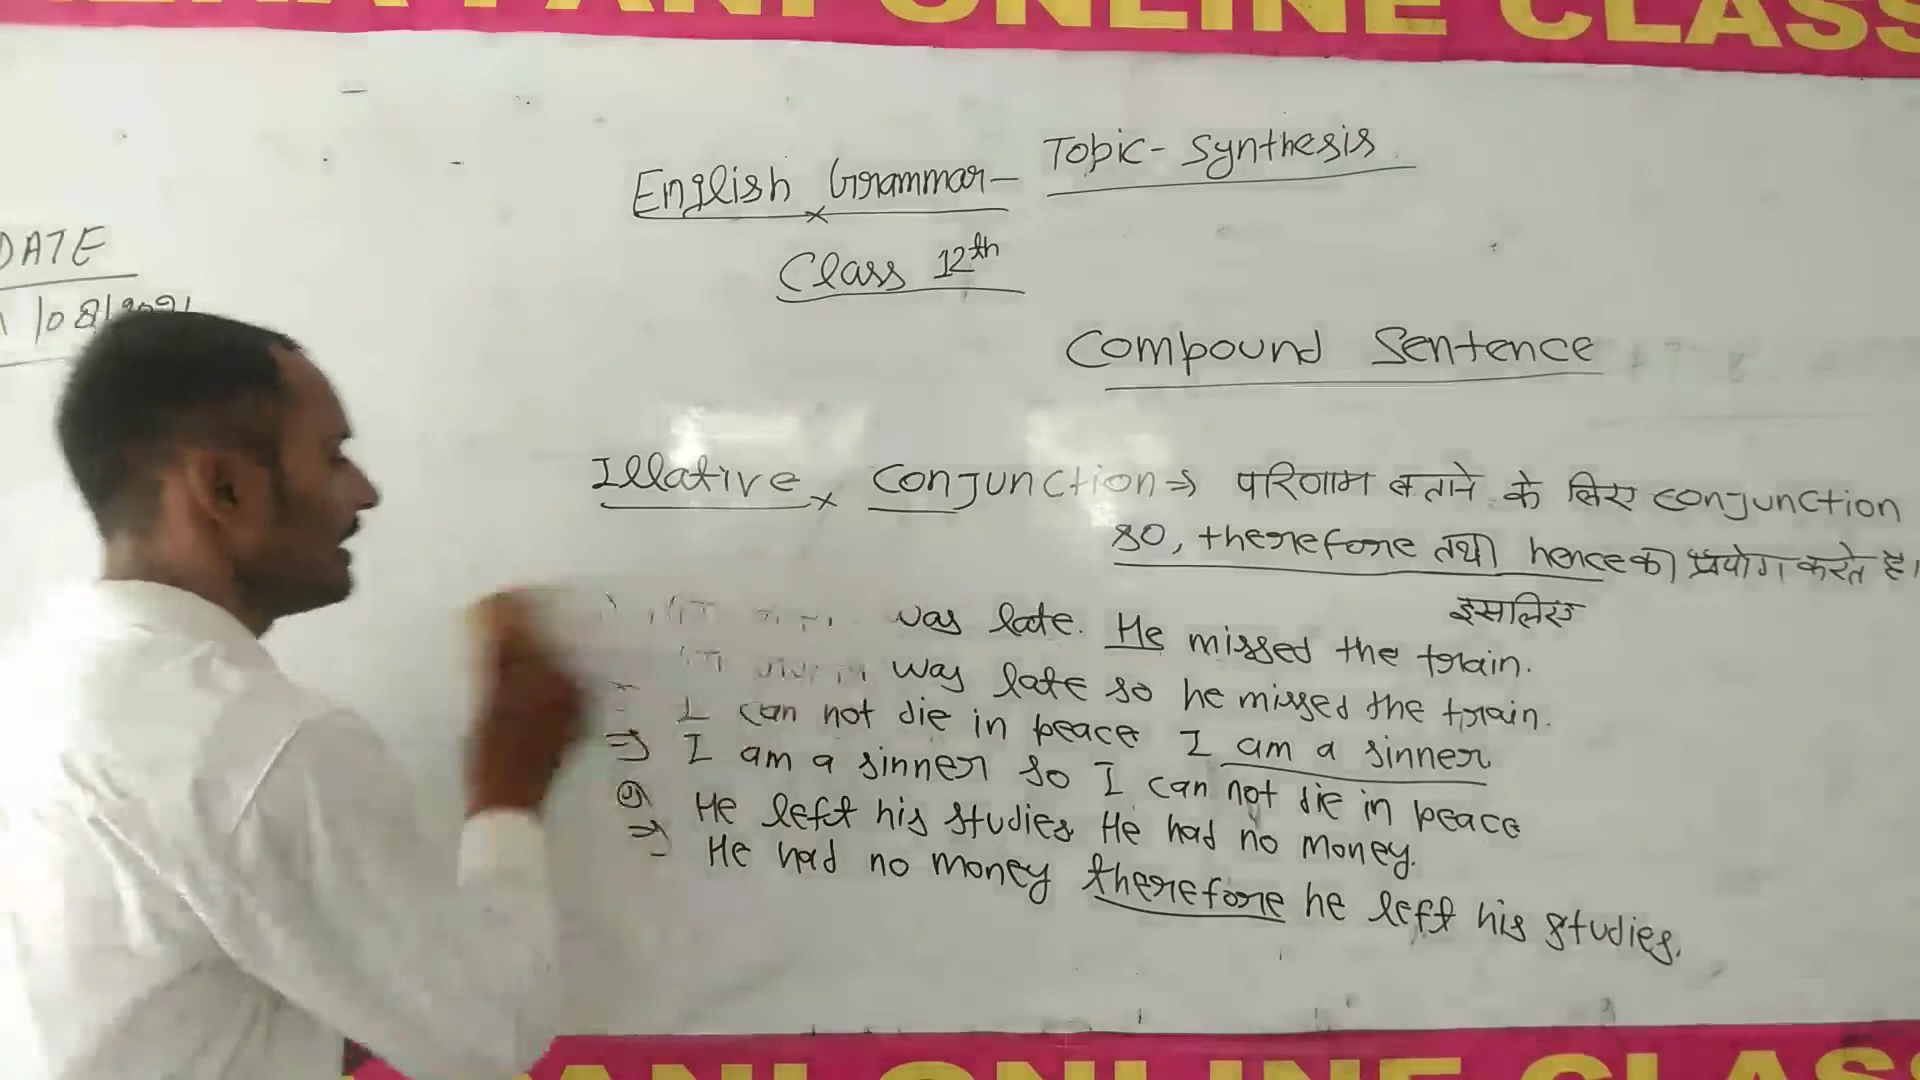 PANI ONLINE CLASS
English Grammar- Topic- Synthesis
Class 12th
DATE
/08/2021
Compound Sentence
Illative Conjunction ⇒ परिणाम बताने के लिए conjunction
so, therefore तथा hence का प्रयोग करते है।
इसलिए
was late. He missed the train.
was late so he missed the train.
I can not die in peace I am a sinner
⇒ I am a sinner so I can not die in peace
He left his studies He had no money.
⇒ He had no money therefore he left his studies.
PANI ONLINE CLAS